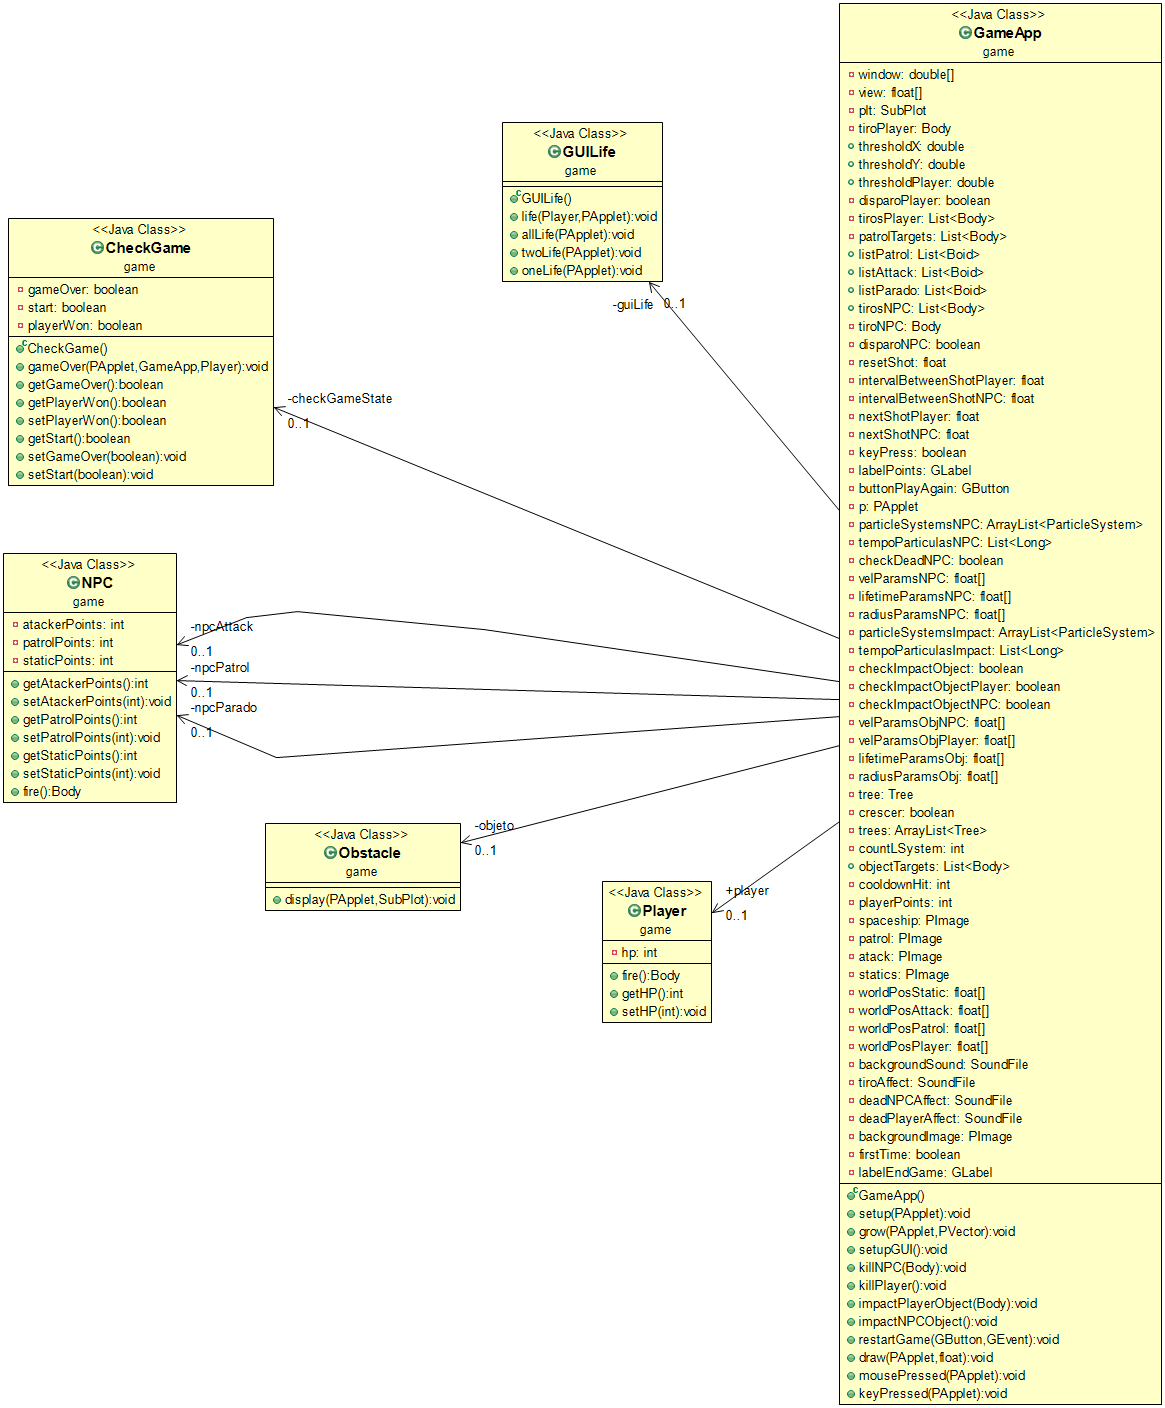 <<Java Class>>
GameApp
game
window: double[]
view: float[]
plt: SubPlot
tiroPlayer: Body
thresholdX: double
thresholdY: double
thresholdPlayer: double
disparoPlayer: boolean
tirosPlayer: List<Body>
patrolTargets: List<Body>
listPatrol: List<Boid>
listAttack: List<Boid>
listParado: List<Boid>
tirosNPC: List<Body>
tiroNPC: Body
disparoNPC: boolean
resetShot: float
intervalBetweenShotPlayer: float
intervalBetweenShotNPC: float
nextShotPlayer: float
nextShotNPC: float
keyPress: boolean
labelPoints: GLabel
buttonPlayAgain: GButton
p: PApplet
particleSystemsNPC: ArrayList<ParticleSystem>
tempoParticulasNPC: List<Long>
checkDeadNPC: boolean
velParamsNPC: float[]
lifetimeParamsNPC: float[]
radiusParamsNPC: float[]
particleSystemsImpact: ArrayList<ParticleSystem>
tempoParticulasImpact: List<Long>
checkImpactObject: boolean
checkImpactObjectPlayer: boolean
checkImpactObjectNPC: boolean
velParamsObjNPC: float[]
velParamsObjPlayer: float[]
lifetimeParamsObj: float[]
radiusParamsObj: float[]
tree: Tree
crescer: boolean
trees: ArrayList<Tree>
countLSystem: int
objectTargets: List<Body>
cooldownHit: int
playerPoints: int
spaceship: PImage
patrol: PImage
atack: PImage
statics: PImage
worldPosStatic: float[]
worldPosAttack: float[]
worldPosPatrol: float[]
worldPosPlayer: float[]
backgroundSound: SoundFile
tiroAffect: SoundFile
deadNPCAffect: SoundFile
deadPlayerAffect: SoundFile
backgroundImage: PImage
firstTime: boolean
labelEndGame: GLabel
GameApp()
setup(PApplet):void
grow(PApplet,PVector):void
setupGUI():void
killNPC(Body):void
killPlayer():void
impactPlayerObject(Body):void
impactNPCObject():void
restartGame(GButton,GEvent):void
draw(PApplet,float):void
mousePressed(PApplet):void
keyPressed(PApplet):void
<<Java Class>>
GUILife
game
GUILife()
life(Player,PApplet):void
allLife(PApplet):void
twoLife(PApplet):void
oneLife(PApplet):void
-guiLife
0..1
<<Java Class>>
CheckGame
game
gameOver: boolean
start: boolean
playerWon: boolean
CheckGame()
gameOver(PApplet,GameApp,Player):void
getGameOver():boolean
getPlayerWon():boolean
setPlayerWon():boolean
getStart():boolean
setGameOver(boolean):void
setStart(boolean):void
-checkGameState
0..1
<<Java Class>>
NPC
game
atackerPoints: int
patrolPoints: int
staticPoints: int
getAtackerPoints():int
setAtackerPoints(int):void
getPatrolPoints():int
setPatrolPoints(int):void
getStaticPoints():int
setStaticPoints(int):void
fire():Body
-npcAttack
0..1
-npcPatrol
0..1
-npcParado
0..1
<<Java Class>>
Obstacle
game
display(PApplet,SubPlot):void
-objeto
0..1
<<Java Class>>
Player
game
hp: int
fire():Body
getHP():int
setHP(int):void
+player
0..1